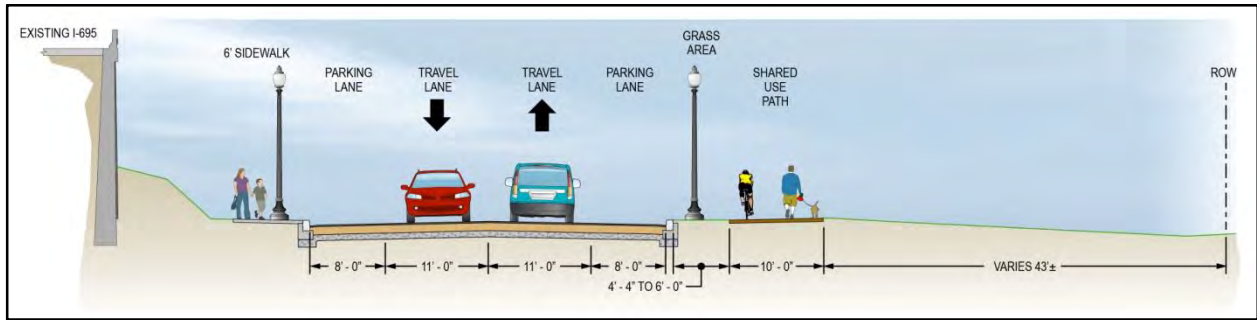 EXISTING I-695
6' SIDEWALK
PARKING
LANE
TRAVEL
LANE
TRAVEL
LANE
PARKING
LANE
GRASS
AREA
SHARED
USE
PATH
ROW
8' - 0"
11' - 0"
11' - 0"
8' - 0"
4' - 4" TO 6' - 0"
10' - 0"
VARIES 43'±